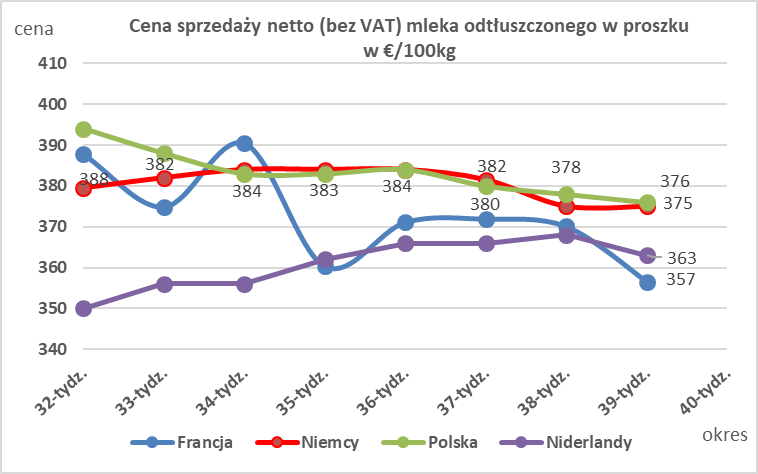 cena
Cena sprzedaży netto (bez VAT) mleka odtłuszczonego w proszku
w €/100kg
410
400
390
380
370
360
350
340
388
382
384
383
384
382
380
378
376
375
363
357
32-tydz.
33-tydz.
34-tydz.
35-tydz.
36-tydz.
37-tydz.
38-tydz.
39-tydz.
40-tydz.
okres
Francja Niemcy Polska Niderlandy